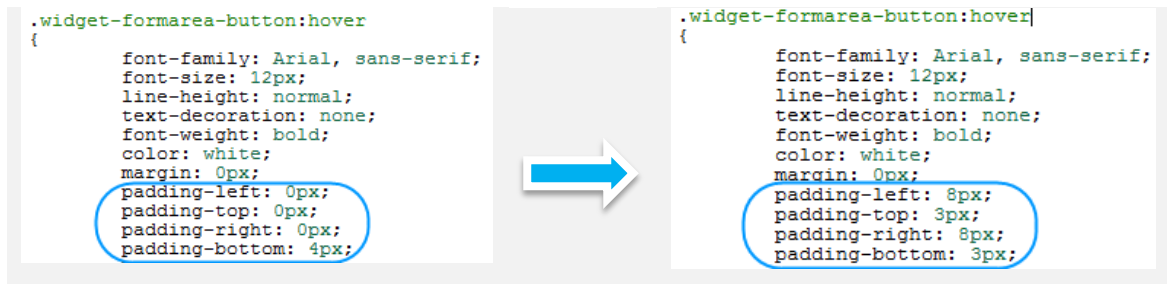 .widget-formarea-button:hover
{
font-family: Arial, sans-serif;
font-size: 12px;
line-height: normal;
text-decoration: none;
font-weight: bold;
color: white;
margin: 0px;
padding-left: 0px;
padding-top: 0px;
padding-right: 0px;
padding-bottom: 4px;
.widget-formarea-button:hover
{
font-family: Arial, sans-serif;
font-size: 12px;
line-height: normal;
text-decoration: none;
font-weight: bold;
color: white;
margin: 0px;
padding-left: 8px;
padding-top: 3px;
padding-right: 8px;
padding-bottom: 3px;